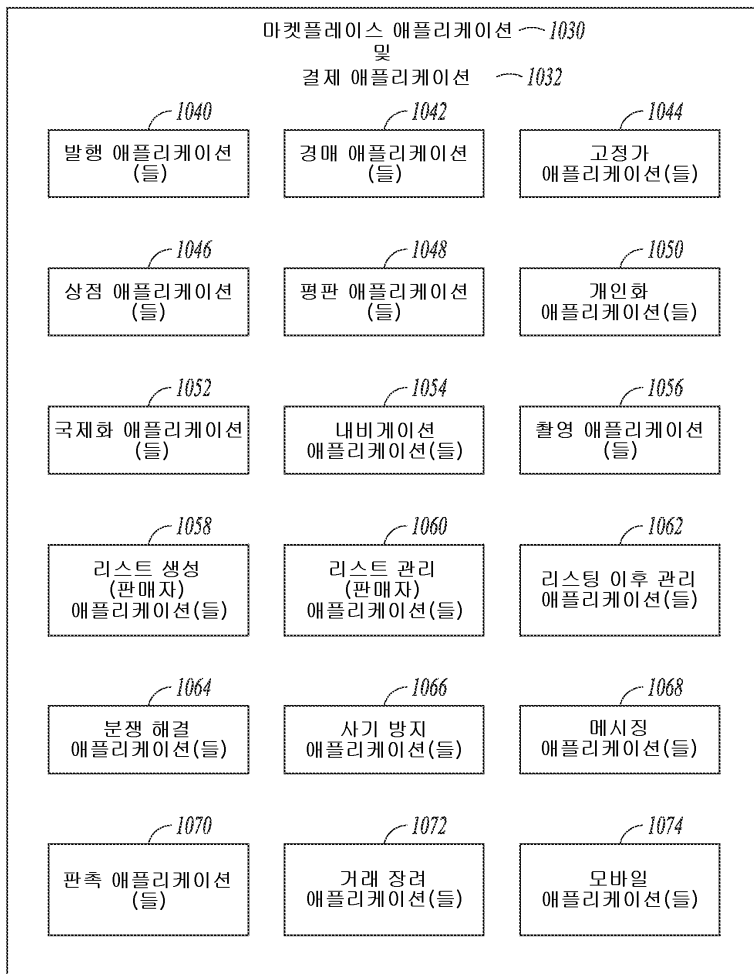 마켓플레이스 애플리케이션 1030
및
결제 애플리케이션 1032
1040
발행 애플리케이션
(들)
1042
경매 애플리케이션
(들)
1044
고정가
애플리케이션(들)
1046
상점 애플리케이션
(들)
1048
평판 애플리케이션
(들)
1050
개인화
애플리케이션(들)
1052
국제화 애플리케이션
(들)
1054
내비게이션
애플리케이션(들)
1056
촬영 애플리케이션
(들)
1058
리스트 생성
(판매자)
애플리케이션(들)
1060
리스트 관리
(판매자)
애플리케이션(들)
1062
리스팅 이후 관리
애플리케이션(들)
1064
분쟁 해결
애플리케이션(들)
1066
사기 방지
애플리케이션(들)
1068
메시징
애플리케이션(들)
1070
판촉 애플리케이션
(들)
1072
거래 장려
애플리케이션(들)
1074
모바일
애플리케이션(들)